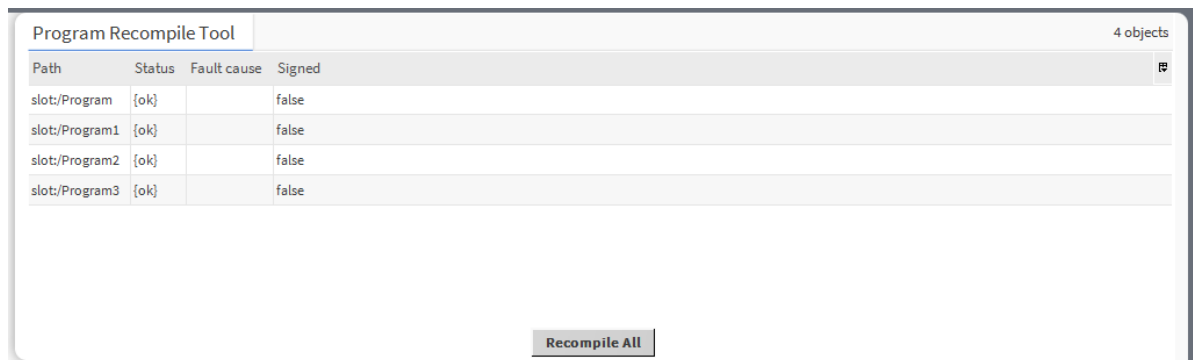 Program Recompile Tool 4 objects
Path Status Fault cause Signed
slot:/Program {ok} false
slot:/Program1 {ok} false
slot:/Program2 {ok} false
slot:/Program3 {ok} false
Recompile All